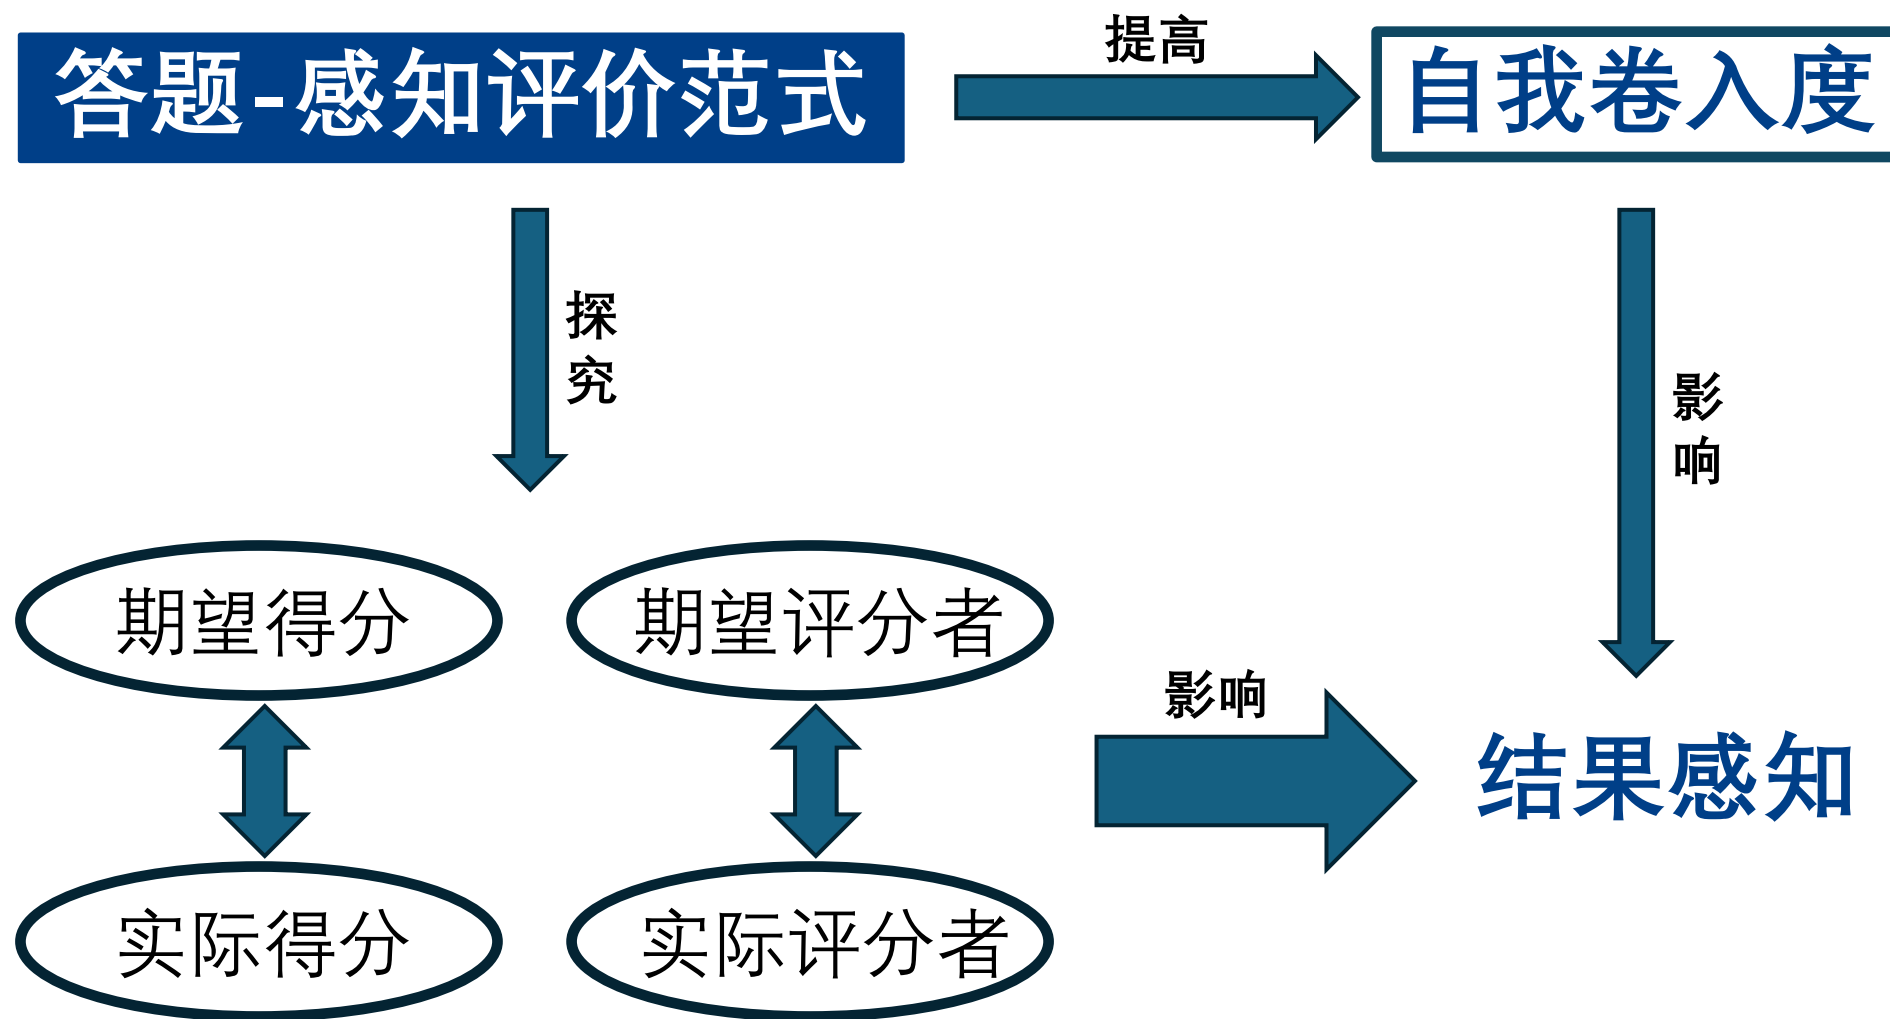 提高
答题-感知评价范式
自我卷入度
探
究
影
响
期望得分
期望评分者
影响
结果感知
实际得分
实际评分者